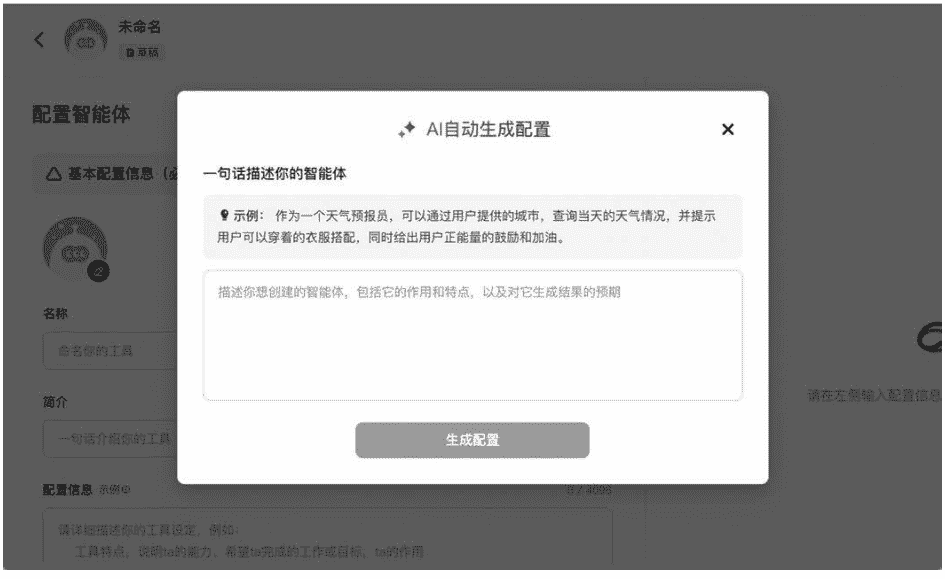 未命名
草稿
配置智能体
基本配置信息（必
AI自动生成配置
一句话描述你的智能体
示例： 作为一个天气预报员，可以通过用户提供的城市，查询当天的天气情况，并提示
用户可以穿着的衣服搭配，同时给出用户正能量的鼓励和加油。
描述你想创建的智能体，包括它的作用和特点，以及对它生成结果的预期
生成配置
名称
命名你的工具
简介
一句话介绍你的工具
配置信息 示例
0 / 4000
请详细描述你的工具设定，例如：
工具特点，说明ta的能力、希望ta完成的工作或目标、ta的作用
请在左侧输入配置信息